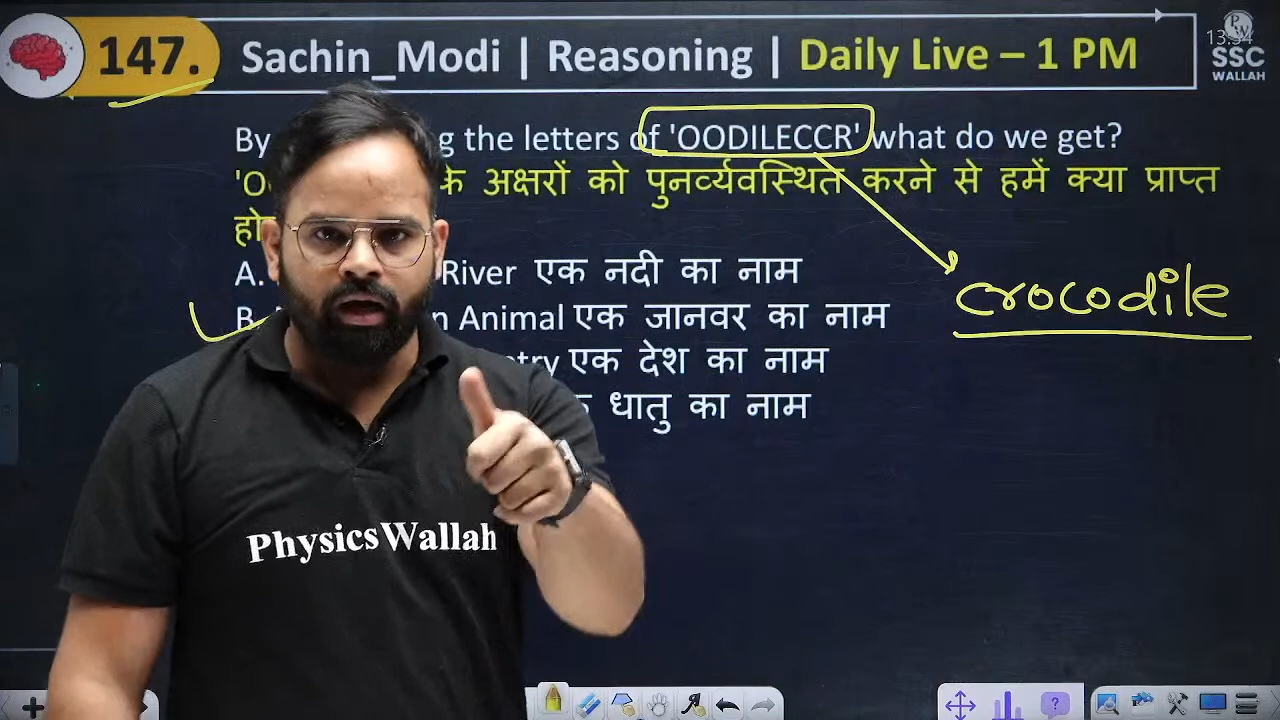 147. Sachin_Modi | Reasoning | Daily Live – 1 PM
SSC
WALLAH
By the letters of 'OODILECCR' what do we get?
के अक्षरों को पुनर्व्यवस्थित करने से हमें क्या प्राप्त
A. River एक नदी का नाम
B. Animal एक जानवर का नाम
एक देश का नाम
धातु का नाम
crocodile
PhysicsWallah